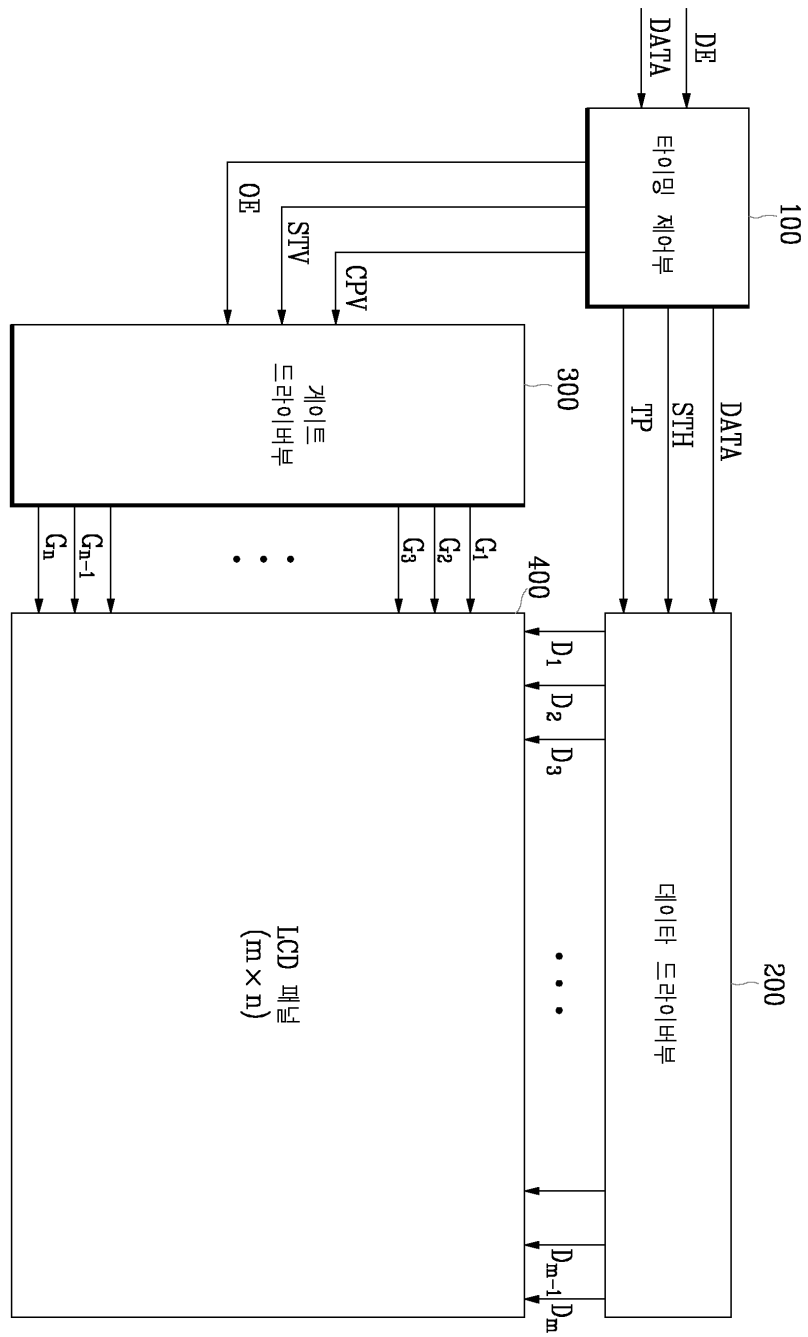 DE
DATA
타이밍 제어부
100
DATA
STH
TP
데이타 드라이버부
200
CPV
STV
OE
게이트
드라이버부
300
D1
D2
D3
Dm-1
Dm
400
G1
G2
G3
Gn-1
Gn
LCD 패널
(m×n)